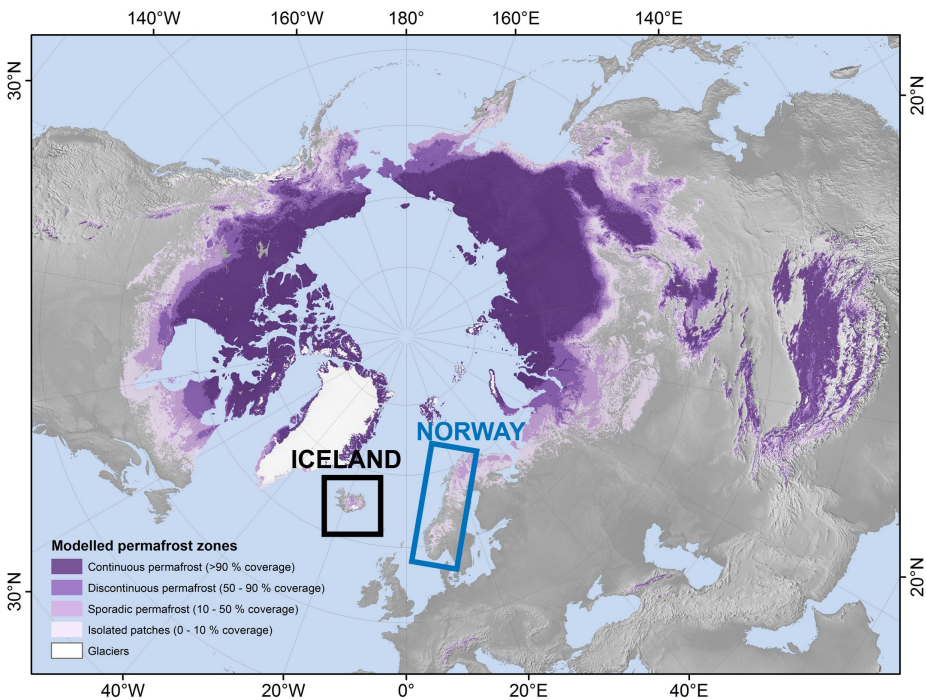 140°W 160°W 180° 160°E 140°E
30°N
20°N
NORWAY
ICELAND
Modelled permafrost zones
Continuous permafrost (>90 % coverage)
Discontinuous permafrost (50 - 90 % coverage)
Sporadic permafrost (10 - 50 % coverage)
Isolated patches (0 - 10 % coverage)
Glaciers
30°N
20°N
40°W 20°W 0° 20°E 40°E